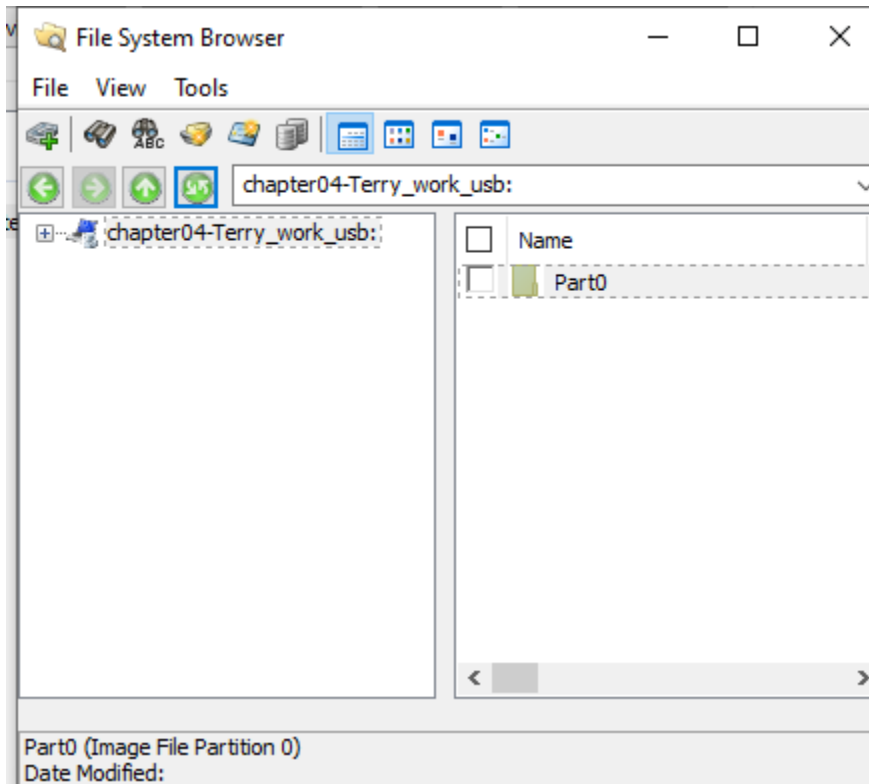 File System Browser
File View Tools
ABC
chapter04-Terry_work_usb:
chapter04-Terry_work_usb:
Name
Part0
Part0 (Image File Partition 0)
Date Modified: